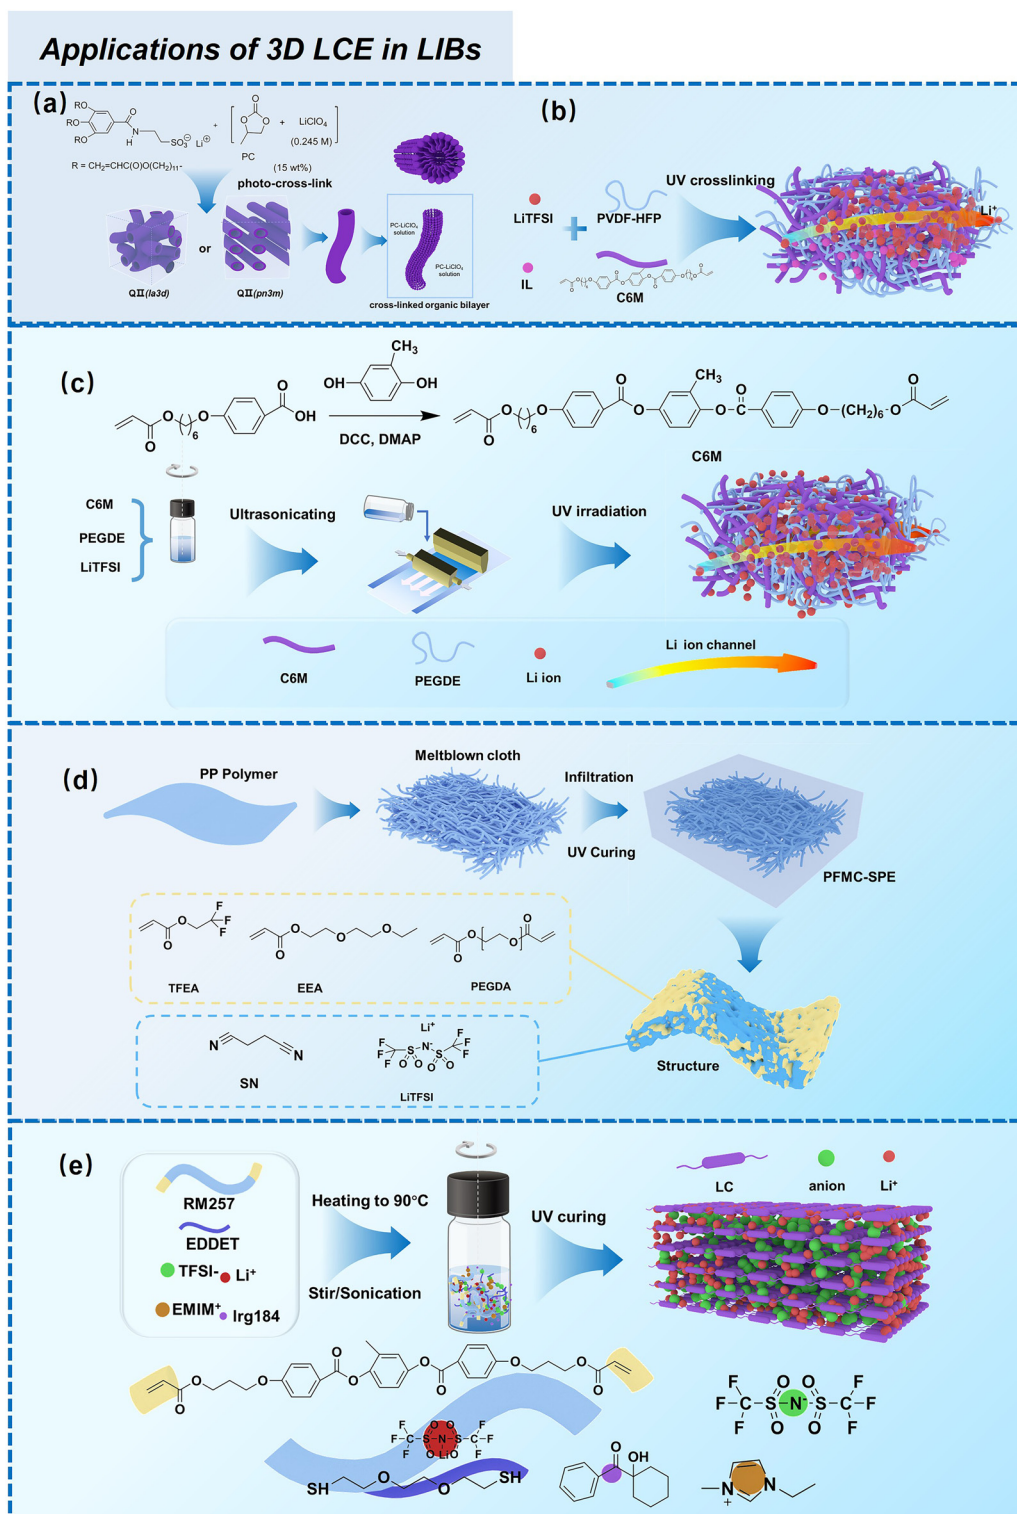 Applications of 3D LCE in LIBs
(a)
RO
RO
RO
O
N
H
SO₃⊖
Li⊕
+
O
O
O
PC
+
LiClO₄
(0.245 M)
(15 wt%)
R = CH₂=CHC(O)O(CH₂)₁₁-
photo-cross-link
or
QII(Ia3d)
QII(pn3m)
PC-LiClO₄
solution
PC-LiClO₄
solution
cross-linked organic bilayer
(b)
LiTFSI
PVDF-HFP
IL
C6M
UV crosslinking
Li⁺
(c)
CH₃
HO
OH
O
OH
O
O
O
6
DCC, DMAP
O
O
6
O
O
O
CH₃
O
O
O
(CH₂)₆
O
O
C6M
C6M
PEGDE
LiTFSI
Ultrasonicating
UV irradiation
C6M
PEGDE
Li ion
Li ion channel
(d)
PP Polymer
Meltblown cloth
Infiltration
UV Curing
PFMC-SPE
O
O
F
F
F
TFEA
O
O
O
O
EEA
O
O
O
O
PEGDA
N
N
SN
Li⁺
F
F
F
S
O
O
N⁻
S
O
O
F
F
F
LiTFSI
Structure
(e)
RM257
EDDET
TFSI-
Li⁺
EMIM⁺
Irg184
Heating to 90°C
Stir/Sonication
UV curing
LC
anion
Li⁺
O
O
O
O
O
O
O
O
O
O
F
F
F
C
S
O
O
N
LiO
S
O
O
C
F
F
F
SH
O
O
SH
O
OH
F
F
F
C
S
O
O
N⁻
S
O
O
C
F
F
F
N
+
N